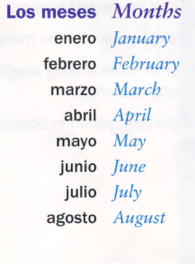 Los meses Months
enero January
febrero February
marzo March
abril April
mayo May
junio June
julio July
agosto August